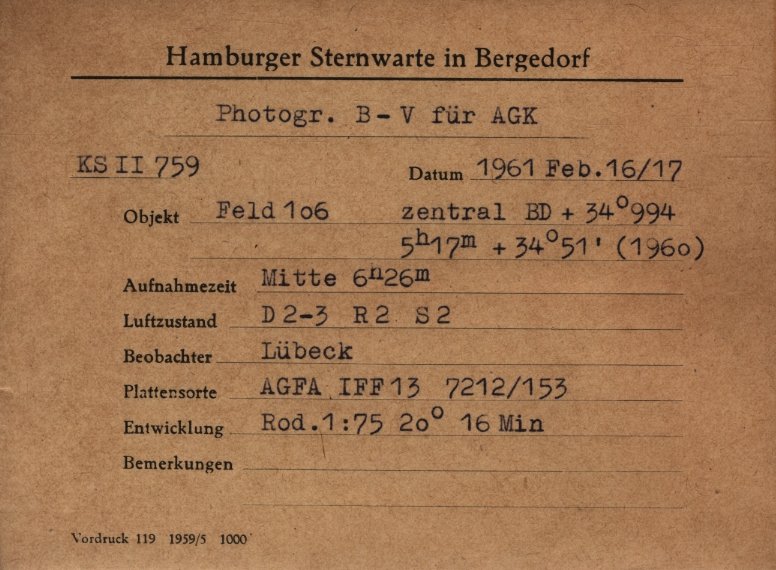 Hamburger Sternwarte in Bergedorf
Photogr. B-V für AGK
KS II 759 Datum 1961 Feb. 16/17
Objekt Feld 1o6 zentral BD + 34°994
5ʰ17ᵐ + 34°51' (196o)
Aufnahmezeit Mitte 6ʰ26ᵐ
Luftzustand D 2-3 R 2 S 2
Beobachter Lübeck
Plattensorte AGFA IFF 13 7212/153
Entwicklung Rod. 1:75 2o° 16 Min
Bemerkungen
Vordruck 119 1959/5 1000